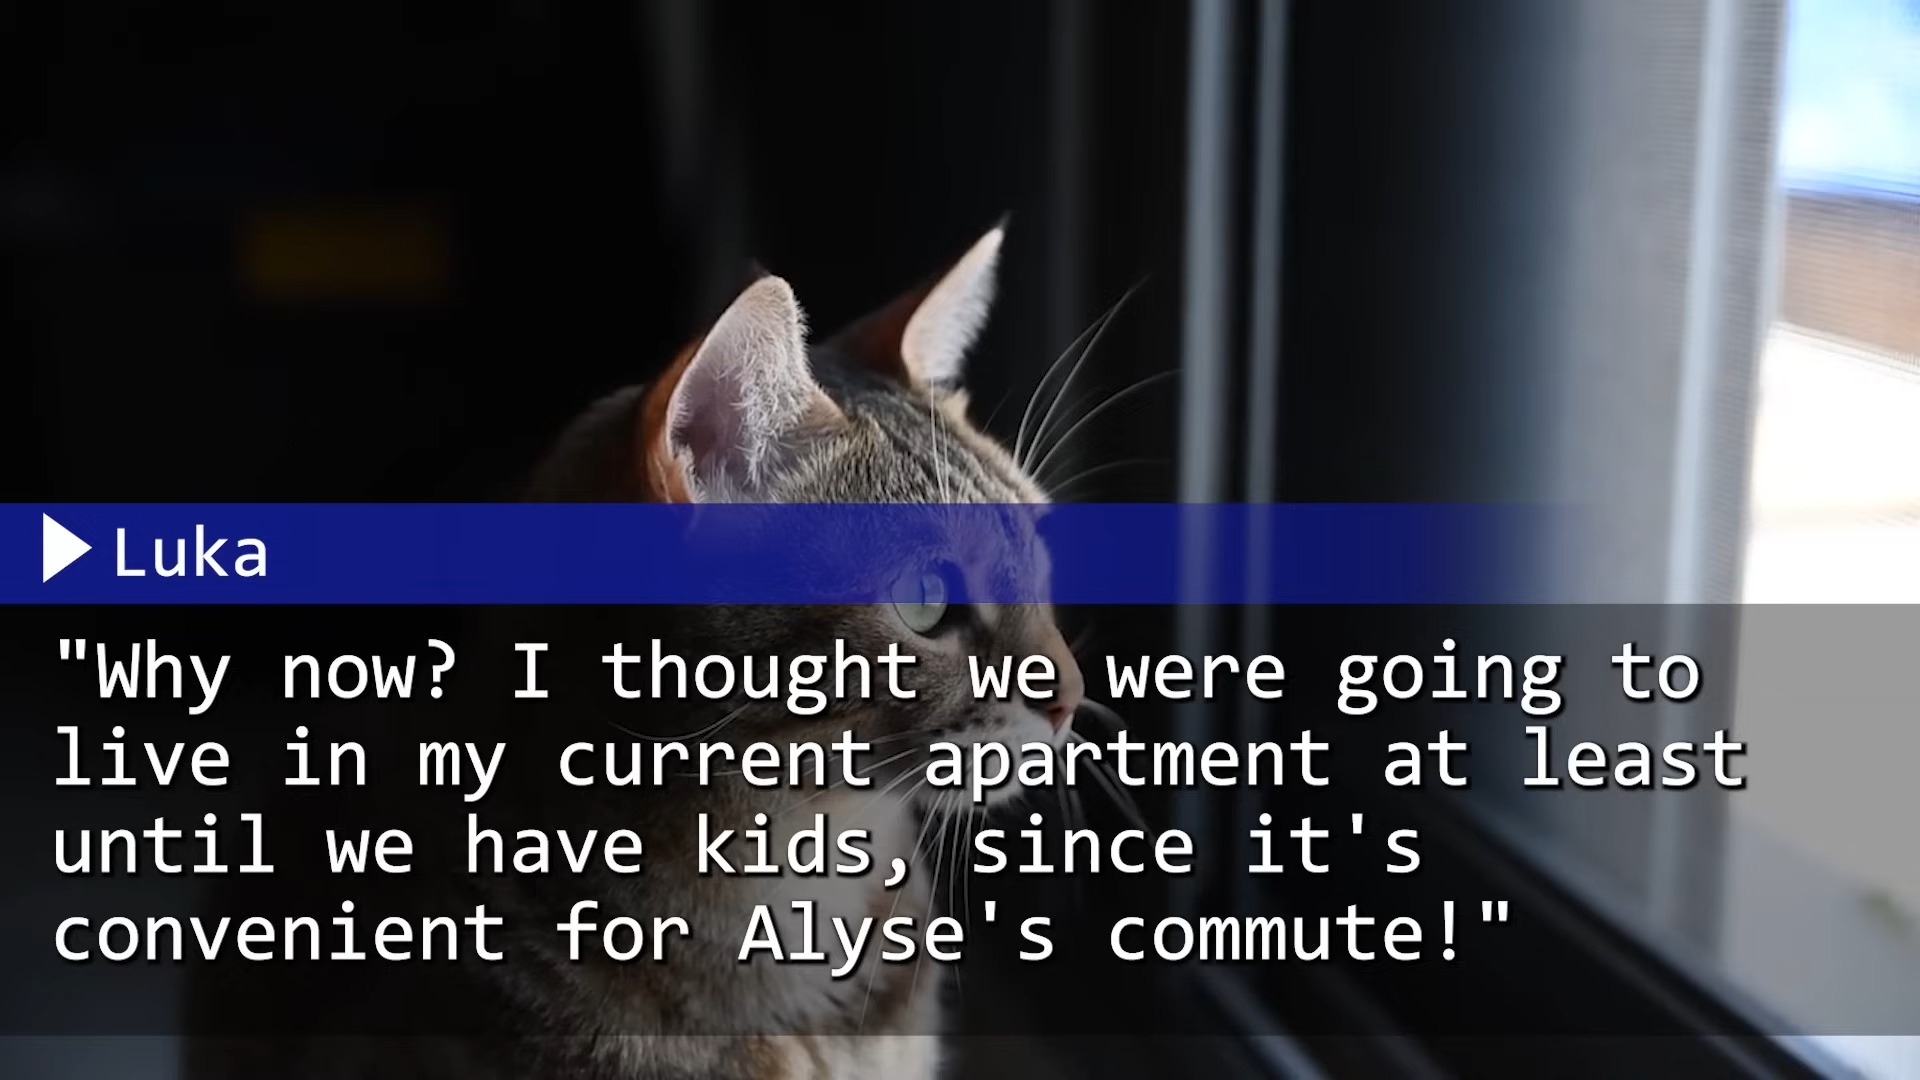 Luka
"Why now? I thought we were going to
live in my current apartment at least
until we have kids, since it's
convenient for Alyse's commute!"